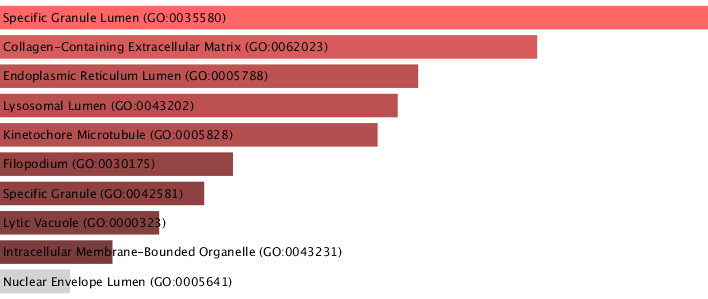 Specific Granule Lumen (GO:0035580)
Collagen-Containing Extracellular Matrix (GO:0062023)
Endoplasmic Reticulum Lumen (GO:0005788)
Lysosomal Lumen (GO:0043202)
Kinetochore Microtubule (GO:0005828)
Filopodium (GO:0030175)
Specific Granule (GO:0042581)
Lytic Vacuole (GO:0000323)
Intracellular Membrane-Bounded Organelle (GO:0043231)
Nuclear Envelope Lumen (GO:0005641)